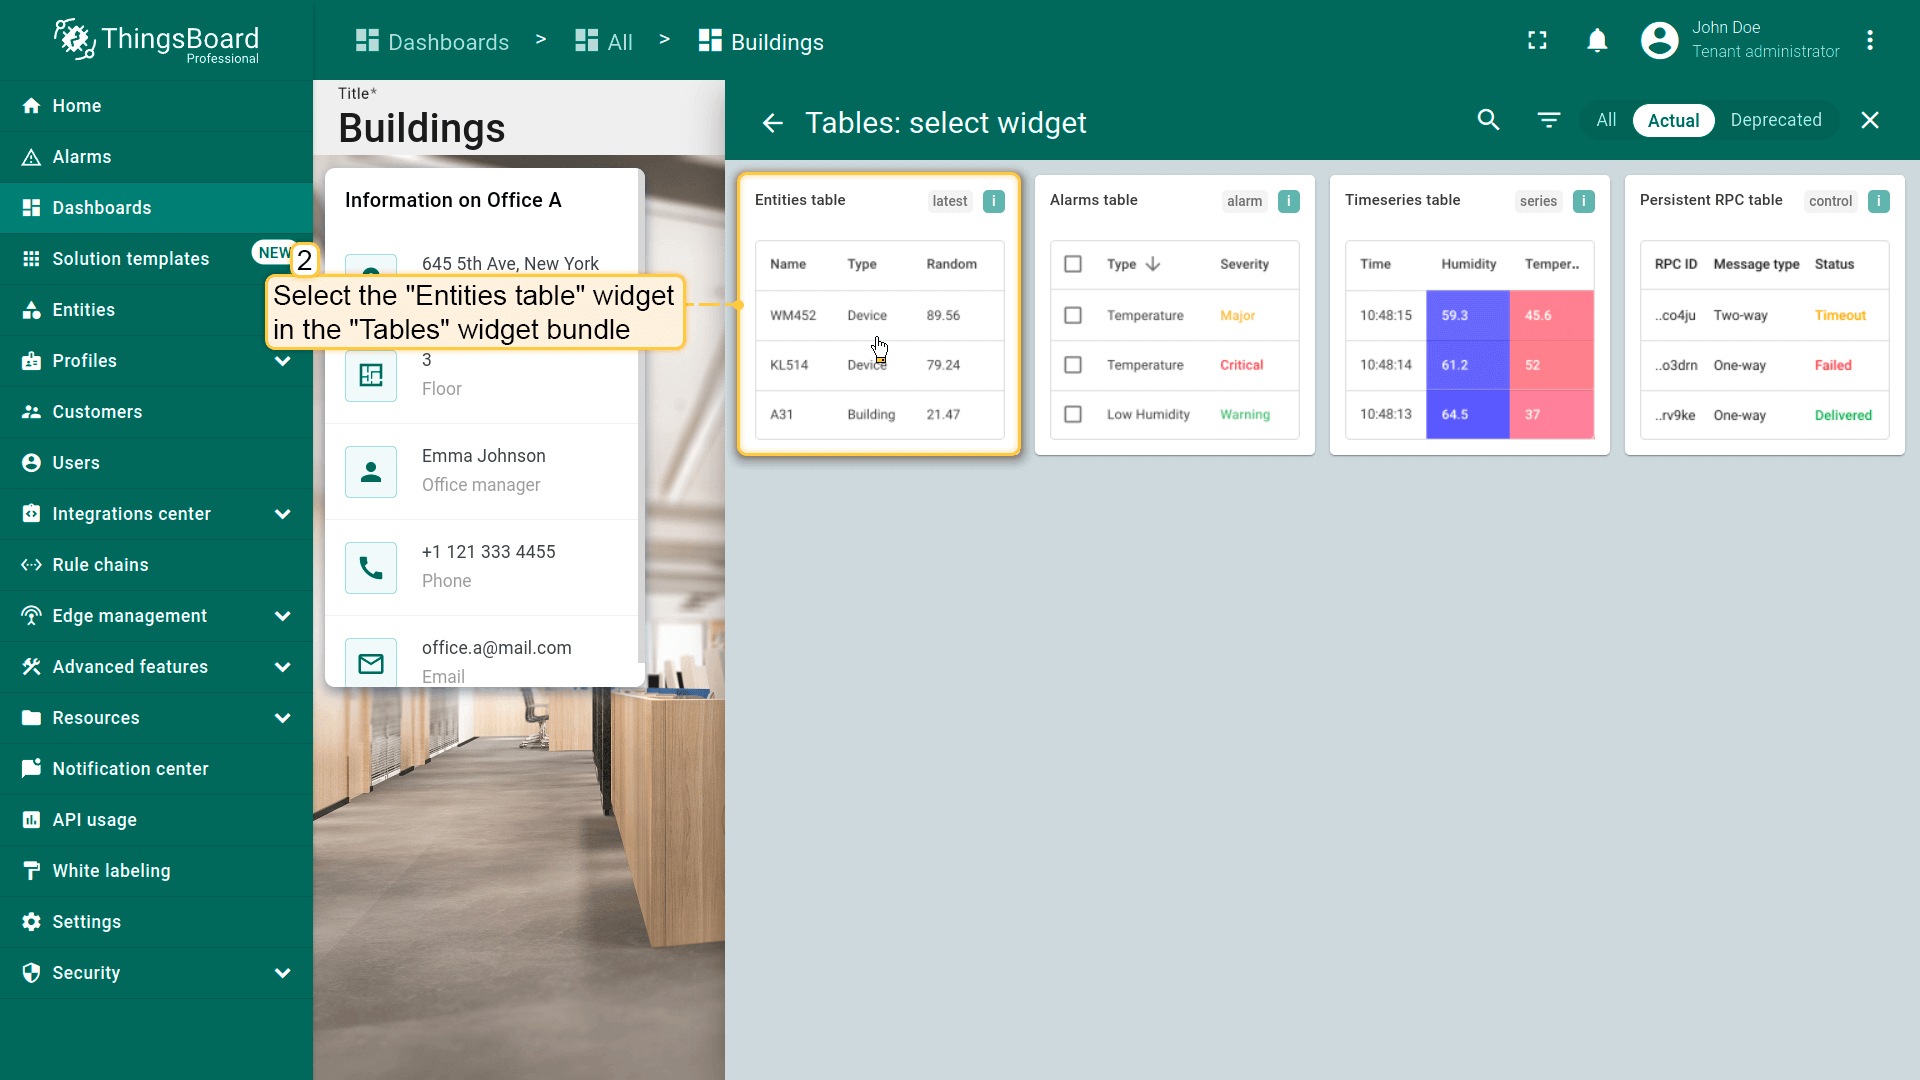 ThingsBoard
Professional
Dashboards > All > Buildings
John Doe
Tenant administrator
Home
Alarms
Dashboards
Solution templates NEW
Entities
Profiles
Customers
Users
Integrations center
Rule chains
Edge management
Advanced features
Resources
Notification center
API usage
White labeling
Settings
Security
Title*
Buildings
Information on Office A
645 5th Ave, New York
2
Select the "Entities table" widget
in the "Tables" widget bundle
3
Floor
Emma Johnson
Office manager
+1 121 333 4455
Phone
office.a@mail.com
Email
Tables: select widget
All Actual Deprecated
Entities table latest i
Name Type Random
WM452 Device 89.56
KL514 Device 79.24
A31 Building 21.47
Alarms table alarm i
Type Severity
Temperature Major
Temperature Critical
Low Humidity Warning
Timeseries table series i
Time Humidity Temper..
10:48:15 59.3 45.6
10:48:14 61.2 52
10:48:13 64.5 37
Persistent RPC table control i
RPC ID Message type Status
..co4ju Two-way Timeout
..o3drn One-way Failed
..rv9ke One-way Delivered